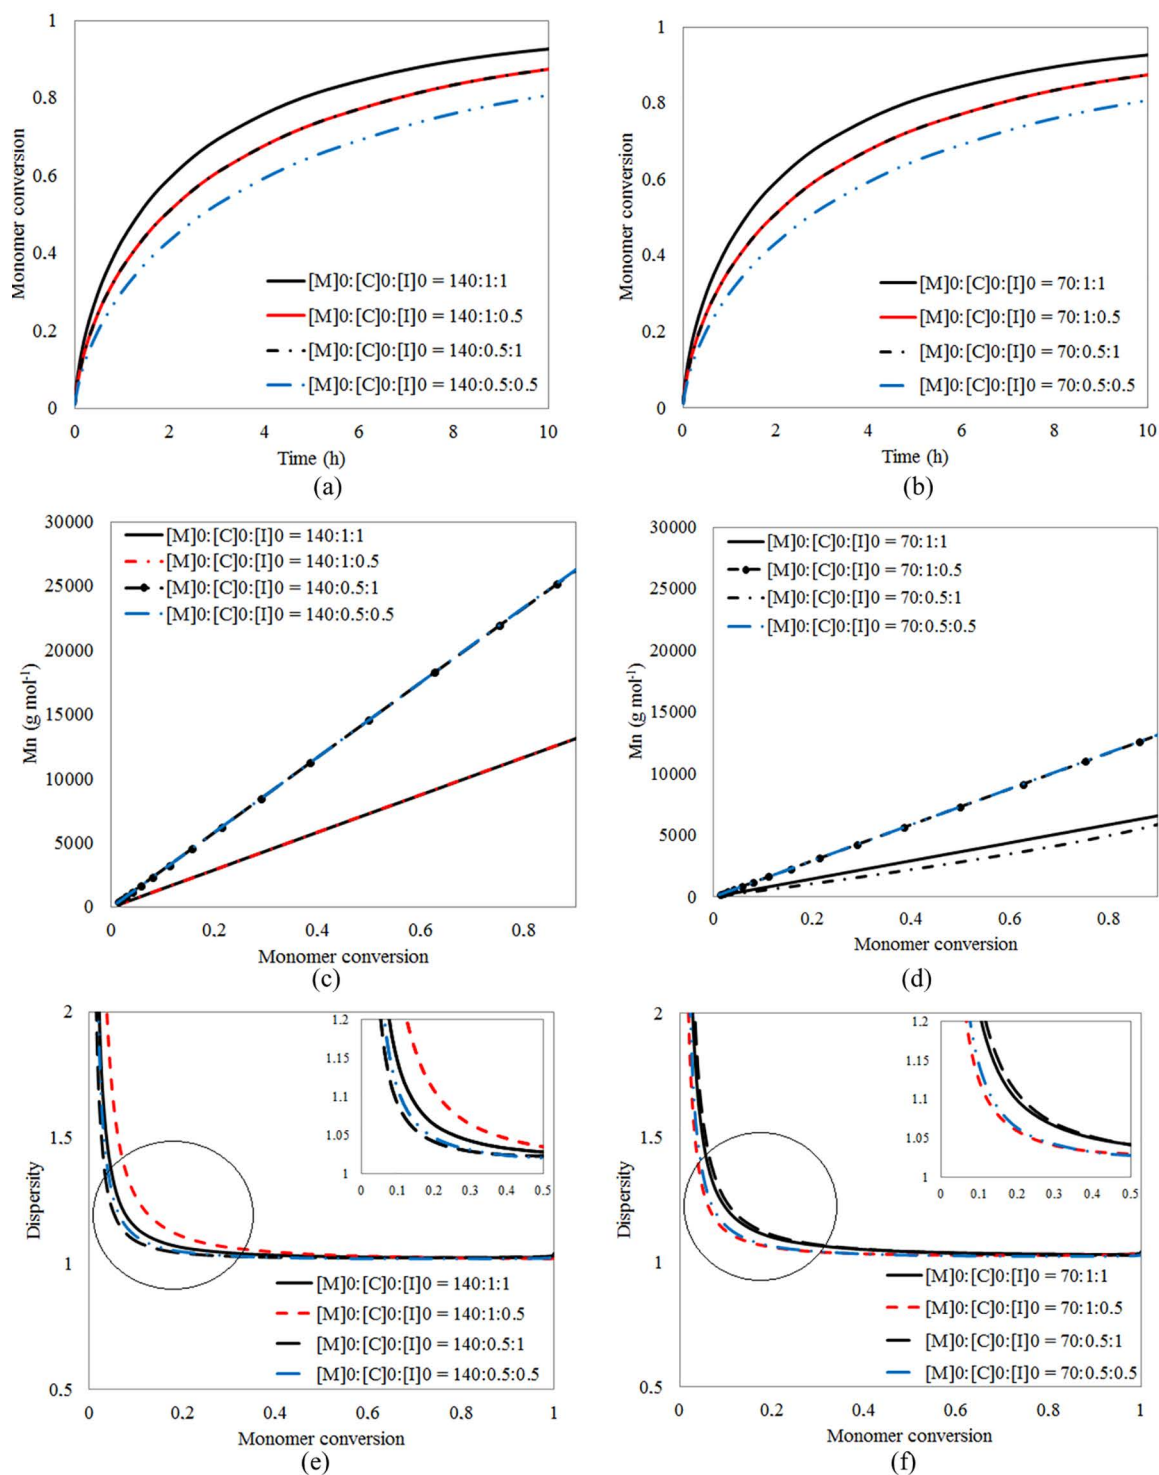 1
0.8
0.6
0.4
0.2
0
Monomer conversion
[M]0:[C]0:[I]0 = 140:1:1
[M]0:[C]0:[I]0 = 140:1:0.5
[M]0:[C]0:[I]0 = 140:0.5:1
[M]0:[C]0:[I]0 = 140:0.5:0.5
0 2 4 6 8 10
Time (h)
(a)
1
0.8
0.6
0.4
0.2
0
Monomer conversion
[M]0:[C]0:[I]0 = 70:1:1
[M]0:[C]0:[I]0 = 70:1:0.5
[M]0:[C]0:[I]0 = 70:0.5:1
[M]0:[C]0:[I]0 = 70:0.5:0.5
0 2 4 6 8 10
Time (h)
(b)
30000
25000
20000
15000
10000
5000
0
Mn (g mol-1)
[M]0:[C]0:[I]0 = 140:1:1
[M]0:[C]0:[I]0 = 140:1:0.5
[M]0:[C]0:[I]0 = 140:0.5:1
[M]0:[C]0:[I]0 = 140:0.5:0.5
0 0.2 0.4 0.6 0.8
Monomer conversion
(c)
30000
25000
20000
15000
10000
5000
0
Mn (g mol-1)
[M]0:[C]0:[I]0 = 70:1:1
[M]0:[C]0:[I]0 = 70:1:0.5
[M]0:[C]0:[I]0 = 70:0.5:1
[M]0:[C]0:[I]0 = 70:0.5:0.5
0 0.2 0.4 0.6 0.8
Monomer conversion
(d)
2
1.5
1
0.5
Dispersity
1.2
1.15
1.1
1.05
1
0 0.1 0.2 0.3 0.4 0.5
[M]0:[C]0:[I]0 = 140:1:1
[M]0:[C]0:[I]0 = 140:1:0.5
[M]0:[C]0:[I]0 = 140:0.5:1
[M]0:[C]0:[I]0 = 140:0.5:0.5
0 0.2 0.4 0.6 0.8 1
Monomer conversion
(e)
2
1.5
1
0.5
Dispersity
1.2
1.15
1.1
1.05
1
0 0.1 0.2 0.3 0.4 0.5
[M]0:[C]0:[I]0 = 70:1:1
[M]0:[C]0:[I]0 = 70:1:0.5
[M]0:[C]0:[I]0 = 70:0.5:1
[M]0:[C]0:[I]0 = 70:0.5:0.5
0 0.2 0.4 0.6 0.8 1
Monomer conversion
(f)